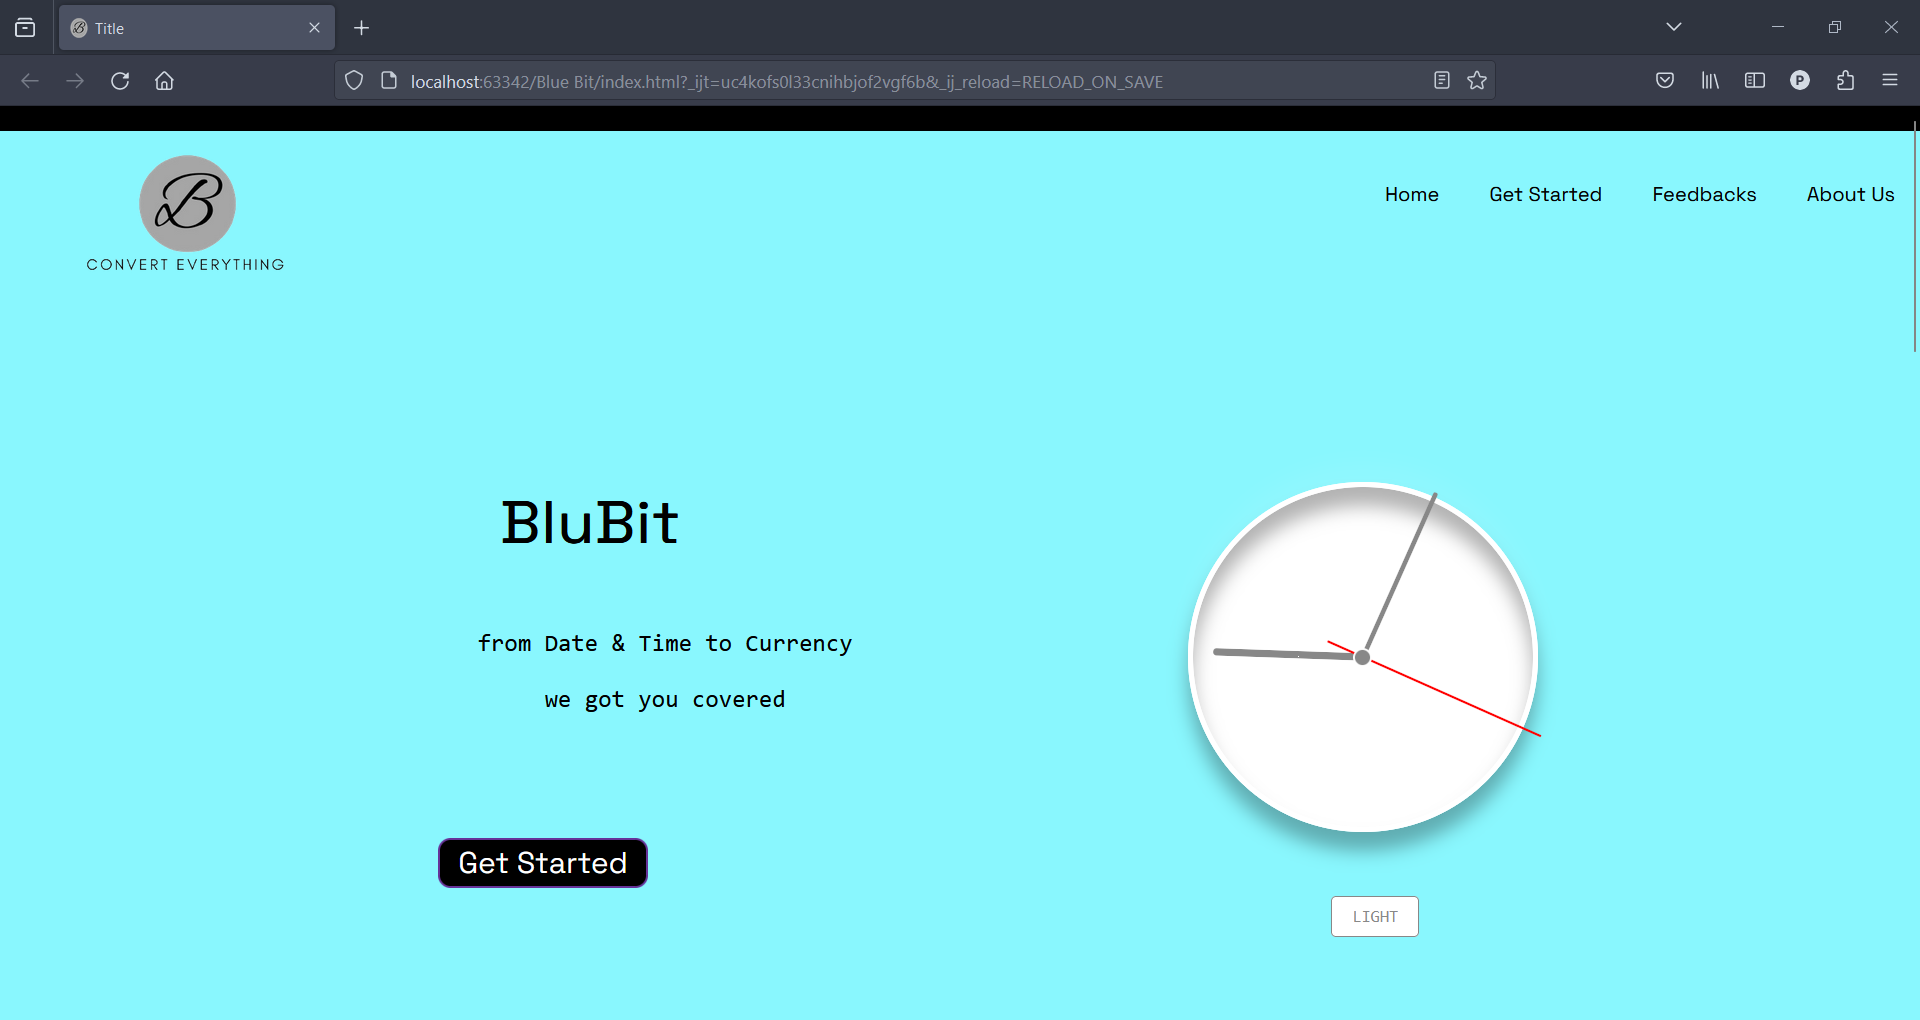 Title
localhost:63342/Blue Bit/index.html?_ijt=uc4kofs0l33cnihbjof2vgf6b&_ij_reload=RELOAD_ON_SAVE
P
B
CONVERT EVERYTHING
Home Get Started Feedbacks About Us
BluBit
from Date & Time to Currency
we got you covered
Get Started
LIGHT